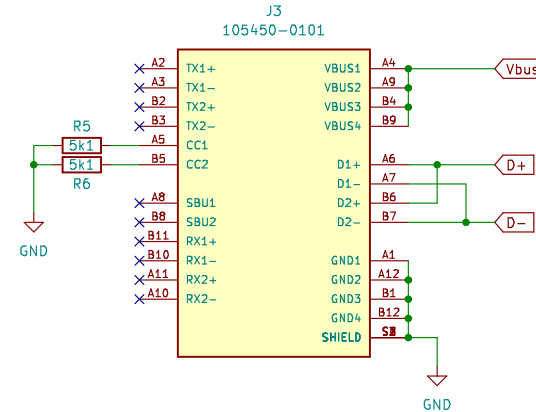 J3
105450-0101
A2 TX1+ VBUS1 A4 Vbus
A3 TX1- VBUS2 A9
B2 TX2+ VBUS3 B4
B3 TX2- VBUS4 B9
R5
5k1 A5 CC1
5k1 B5 CC2 D1+ A6 D+
R6
D1- A7
A8 SBU1 D2+ B6
B8 SBU2 D2- B7 D-
B11 RX1+
GND
B10 RX1- GND1 A1
A11 RX2+ GND2 A12
A10 RX2- GND3 B1
GND4 B12
SHIELD
GND